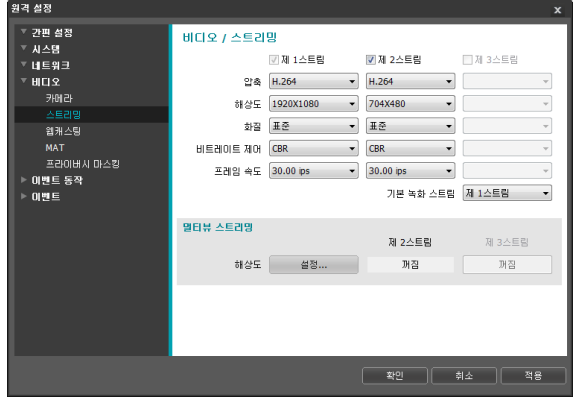 원격 설정
x
간편 설정
시스템
네트워크
비디오
카메라
스트리밍
웹캐스팅
MAT
프라이버시 마스킹
이벤트 동작
이벤트
비디오 / 스트리밍
제 1스트림 제 2스트림 제 3스트림
압축 H.264 H.264
해상도 1920X1080 704X480
화질 표준 표준
비트레이트 제어 CBR CBR
프레임 속도 30.00 ips 30.00 ips
기본 녹화 스트림 제 1스트림
멀티뷰 스트리밍
제 2스트림 제 3스트림
해상도 설정... 꺼짐 꺼짐
확인 취소 적용